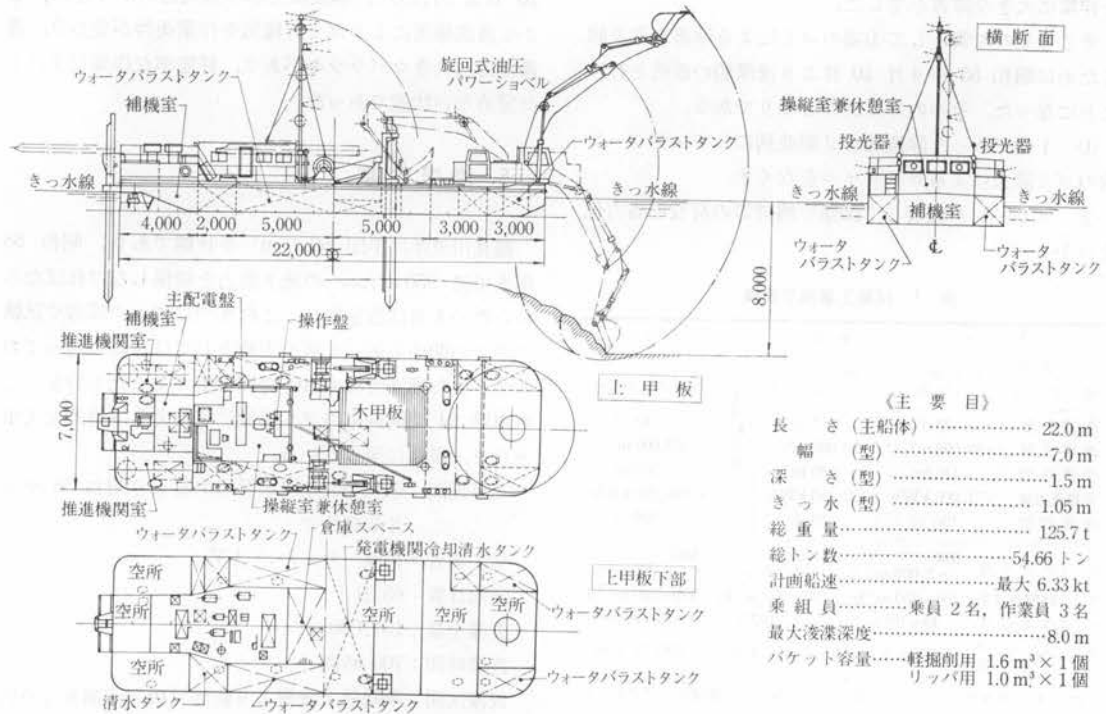 横断面
旋回式油圧
パワーショベル
ウォータバラストタンク
補機室
ウォータバラストタンク
操縦室兼休憩室
投光器
投光器
きっ水線
きっ水線
きっ水線
きっ水線
補機室
4,000
2,000
5,000
5,000
3,000
3,000
22,000
ウォータ
バラストタンク
℄
ウォータ
バラストタンク
8,000
主配電盤
補機室
推進機関室
操作盤
上甲板
木甲板
7,000
推進機関室
操縦室兼休憩室
ウォータバラストタンク
倉庫スペース
発電機関冷却清水タンク
上甲板下部
空所
空所
空所
空所
空所
空所
ウォータバラストタンク
ウォータバラストタンク
清水タンク
ウォータバラストタンク
《主要目》
長さ(主船体)……………22.0m
幅(型)……………7.0m
深さ(型)……………1.5m
きっ水(型)……………1.05m
総重量……………125.7t
総トン数……………54.66トン
計画船速……………最大 6.33kt
乗組員………乗員2名,作業員3名
最大浚渫深度……………8.0m
バケット容量……軽掘削用 1.6m³×1個
リッパ用 1.0m³×1個